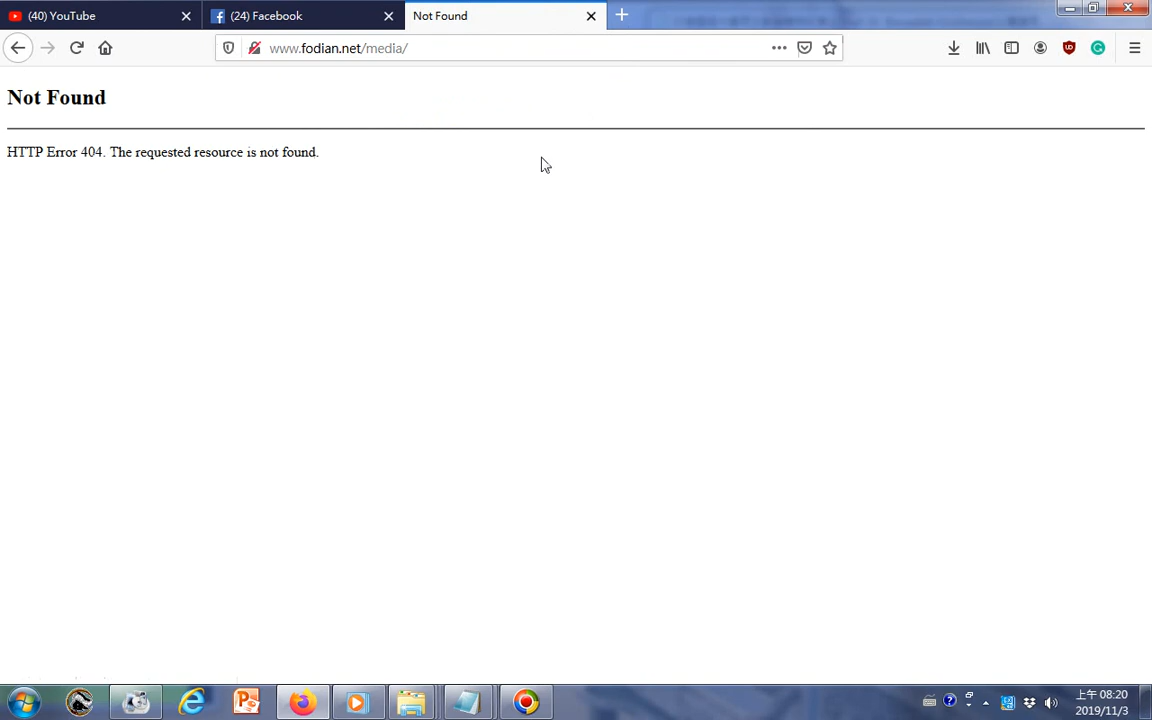 (40) YouTube
(24) Facebook
Not Found
www.fodian.net/media/
Not Found
HTTP Error 404. The requested resource is not found.
上午 08:20
2019/11/3